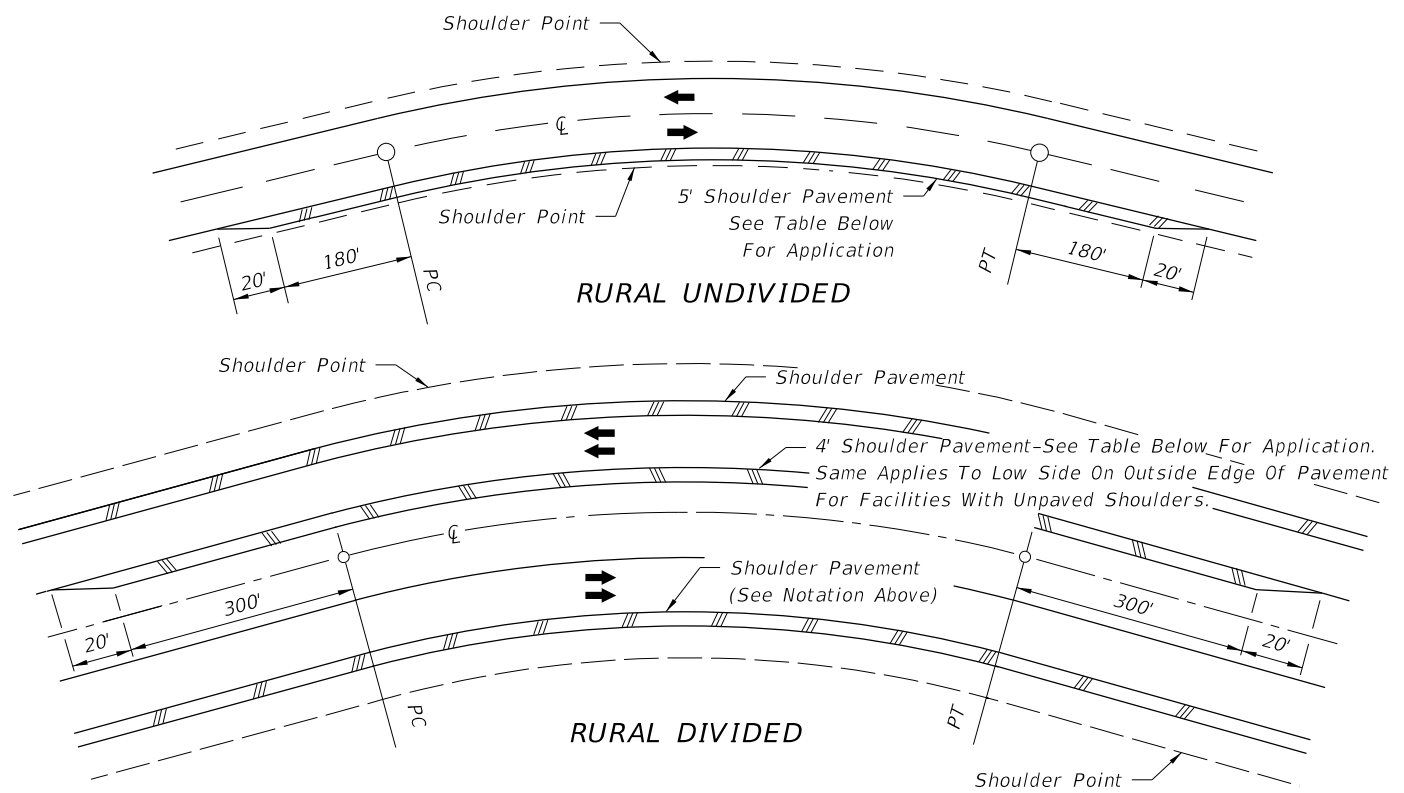 Shoulder Point
℄
Shoulder Point
5' Shoulder Pavement
See Table Below
For Application
20'
180'
PC
PT
180'
20'
RURAL UNDIVIDED
Shoulder Point
Shoulder Pavement
4' Shoulder Pavement-See Table Below For Application.
Same Applies To Low Side On Outside Edge Of Pavement
For Facilities With Unpaved Shoulders.
℄
Shoulder Pavement
(See Notation Above)
20'
300'
300'
20'
PC
PT
RURAL DIVIDED
Shoulder Point